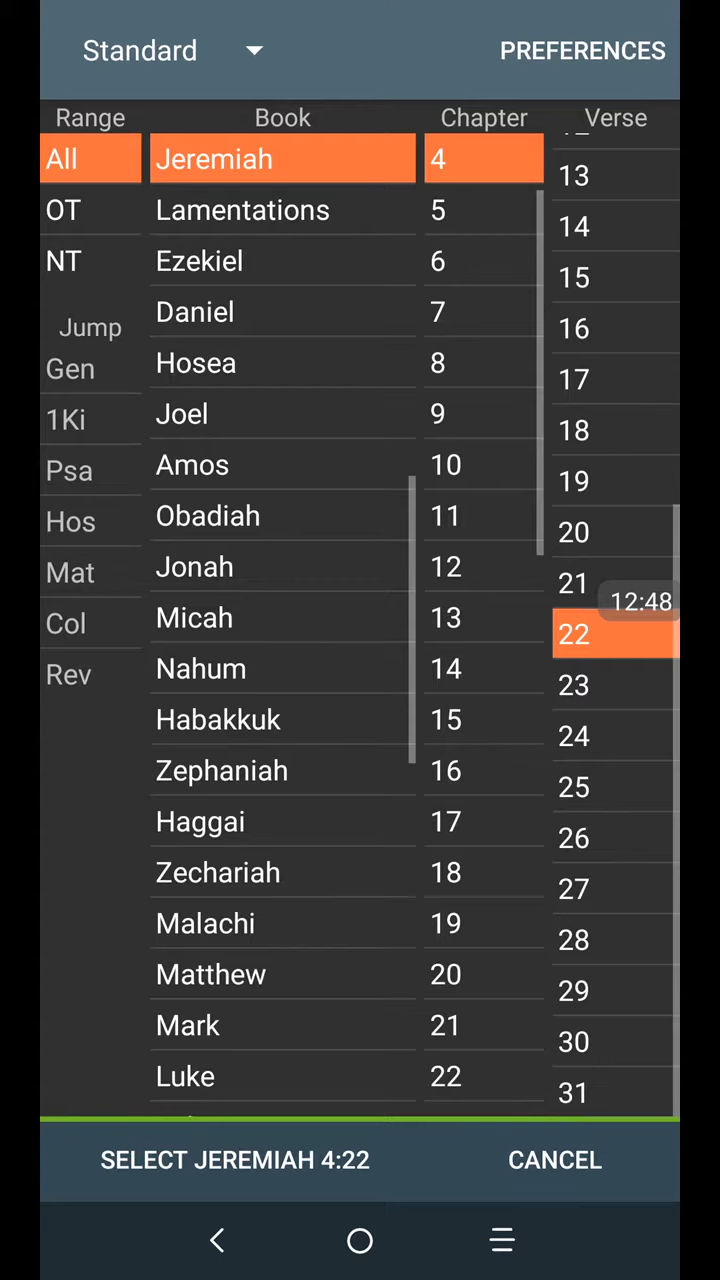 Standard PREFERENCES
Range Book Chapter Verse
All
OT
NT
Jump
Gen
1Ki
Psa
Hos
Mat
Col
Rev
Jeremiah
Lamentations
Ezekiel
Daniel
Hosea
Joel
Amos
Obadiah
Jonah
Micah
Nahum
Habakkuk
Zephaniah
Haggai
Zechariah
Malachi
Matthew
Mark
Luke
4
5
6
7
8
9
10
11
12
13
14
15
16
17
18
19
20
21
22
13
14
15
16
17
18
19
20
21
22
23
24
25
26
27
28
29
30
31
12:48
SELECT JEREMIAH 4:22 CANCEL